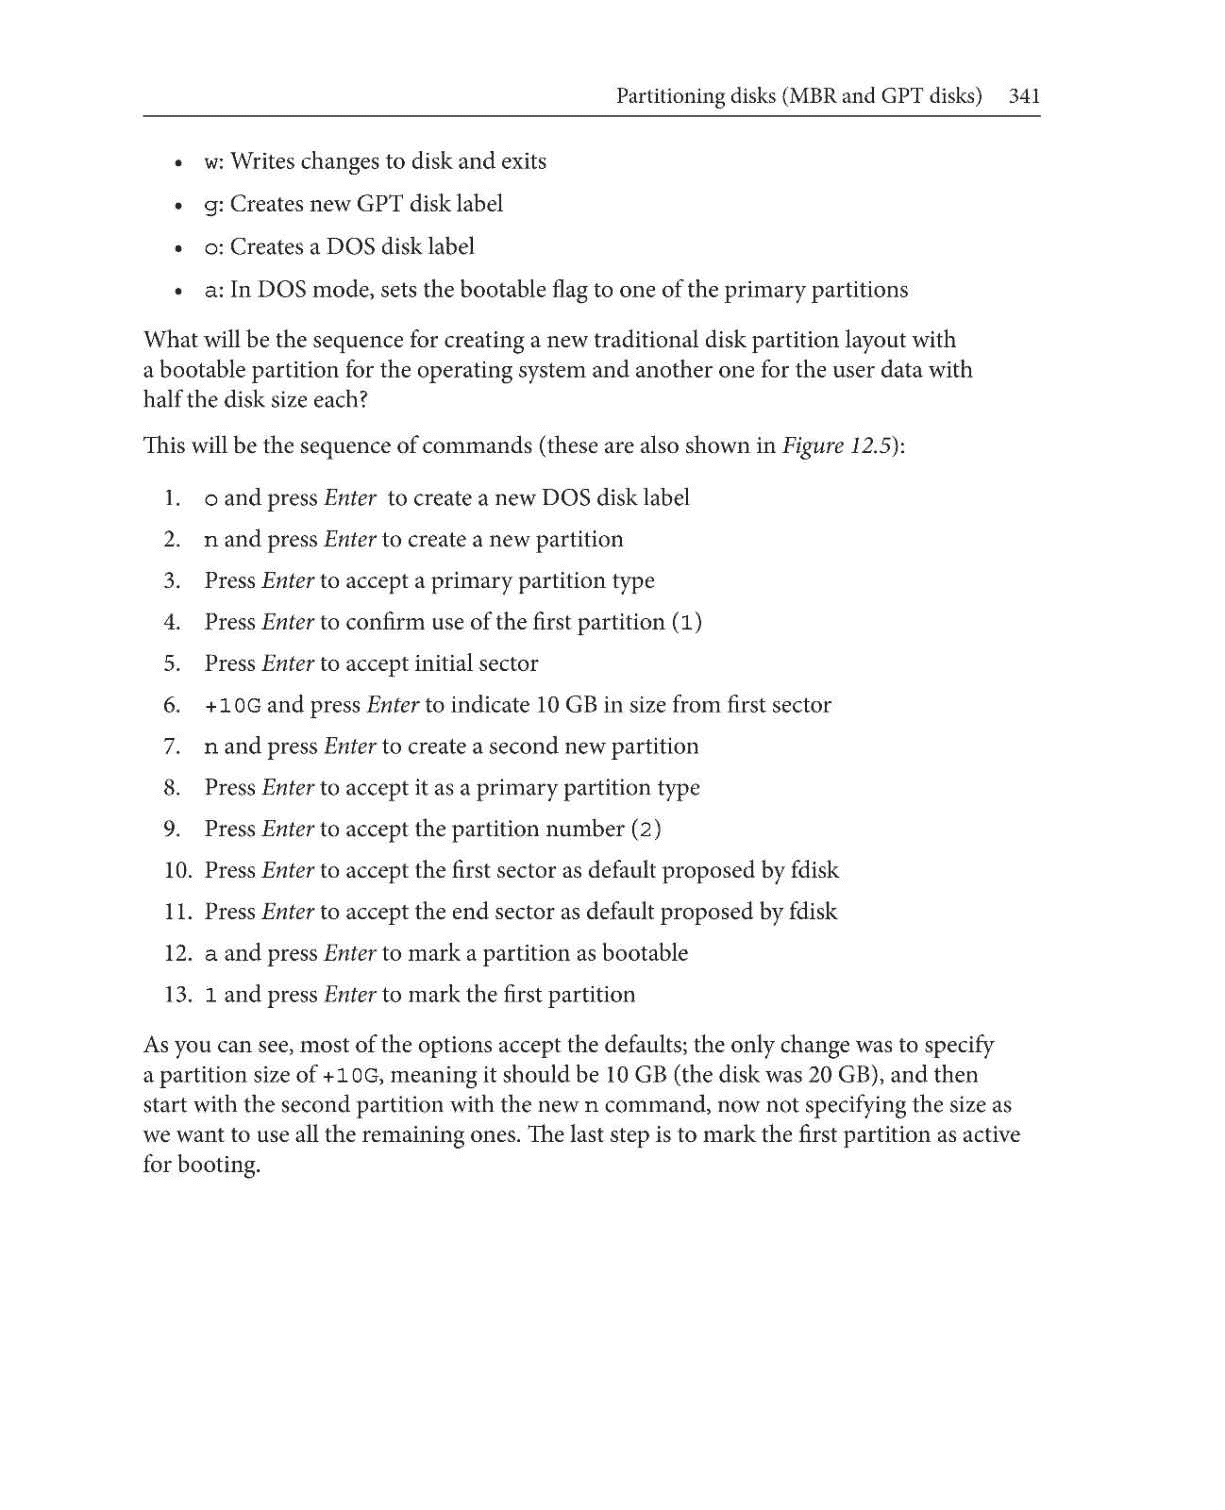 Partitioning disks (MBR and GPT disks) 341
• w: Writes changes to disk and exits
• g: Creates new GPT disk label
• o: Creates a DOS disk label
• a: In DOS mode, sets the bootable flag to one of the primary partitions
What will be the sequence for creating a new traditional disk partition layout with
a bootable partition for the operating system and another one for the user data with
half the disk size each?
This will be the sequence of commands (these are also shown in Figure 12.5):
1. o and press Enter to create a new DOS disk label
2. n and press Enter to create a new partition
3. Press Enter to accept a primary partition type
4. Press Enter to confirm use of the first partition (1)
5. Press Enter to accept initial sector
6. +10G and press Enter to indicate 10 GB in size from first sector
7. n and press Enter to create a second new partition
8. Press Enter to accept it as a primary partition type
9. Press Enter to accept the partition number (2)
10. Press Enter to accept the first sector as default proposed by fdisk
11. Press Enter to accept the end sector as default proposed by fdisk
12. a and press Enter to mark a partition as bootable
13. 1 and press Enter to mark the first partition
As you can see, most of the options accept the defaults; the only change was to specify
a partition size of +10G, meaning it should be 10 GB (the disk was 20 GB), and then
start with the second partition with the new n command, now not specifying the size as
we want to use all the remaining ones. The last step is to mark the first partition as active
for booting.